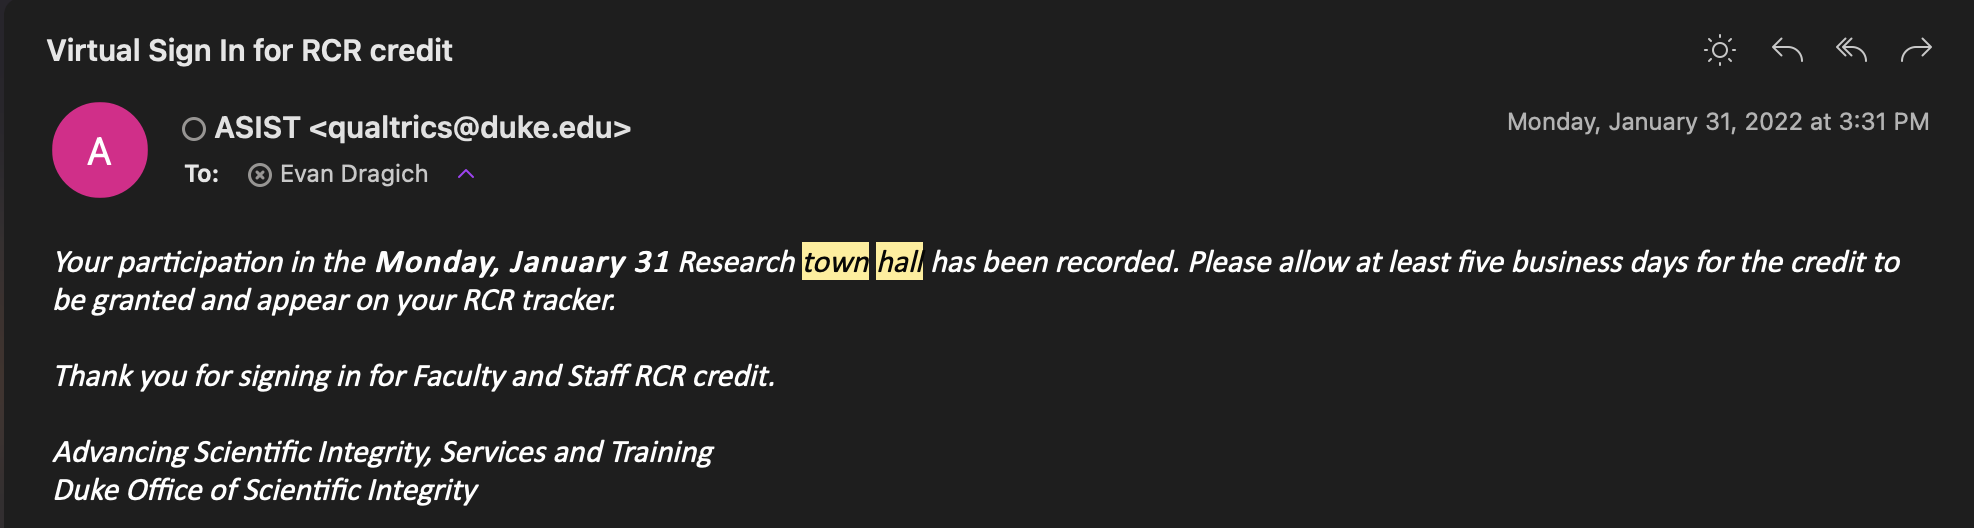 Virtual Sign In for RCR credit
A
ASIST <qualtrics@duke.edu>
Monday, January 31, 2022 at 3:31 PM
To: Evan Dragich
Your participation in the Monday, January 31 Research town hall has been recorded. Please allow at least five business days for the credit to
be granted and appear on your RCR tracker.
Thank you for signing in for Faculty and Staff RCR credit.
Advancing Scientific Integrity, Services and Training
Duke Office of Scientific Integrity